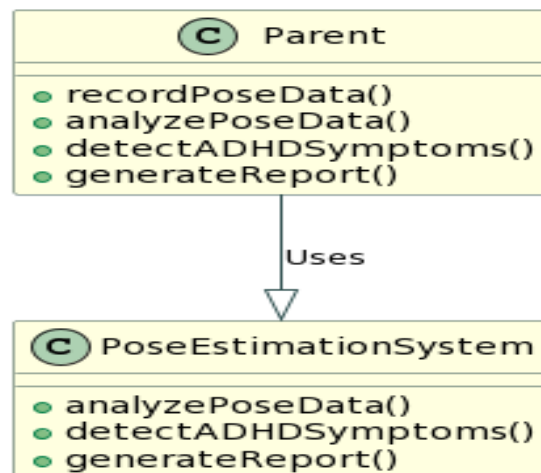 C Parent
recordPoseData()
analyzePoseData()
detectADHDSymptoms()
generateReport()
Uses
C PoseEstimationSystem
analyzePoseData()
detectADHDSymptoms()
generateReport()